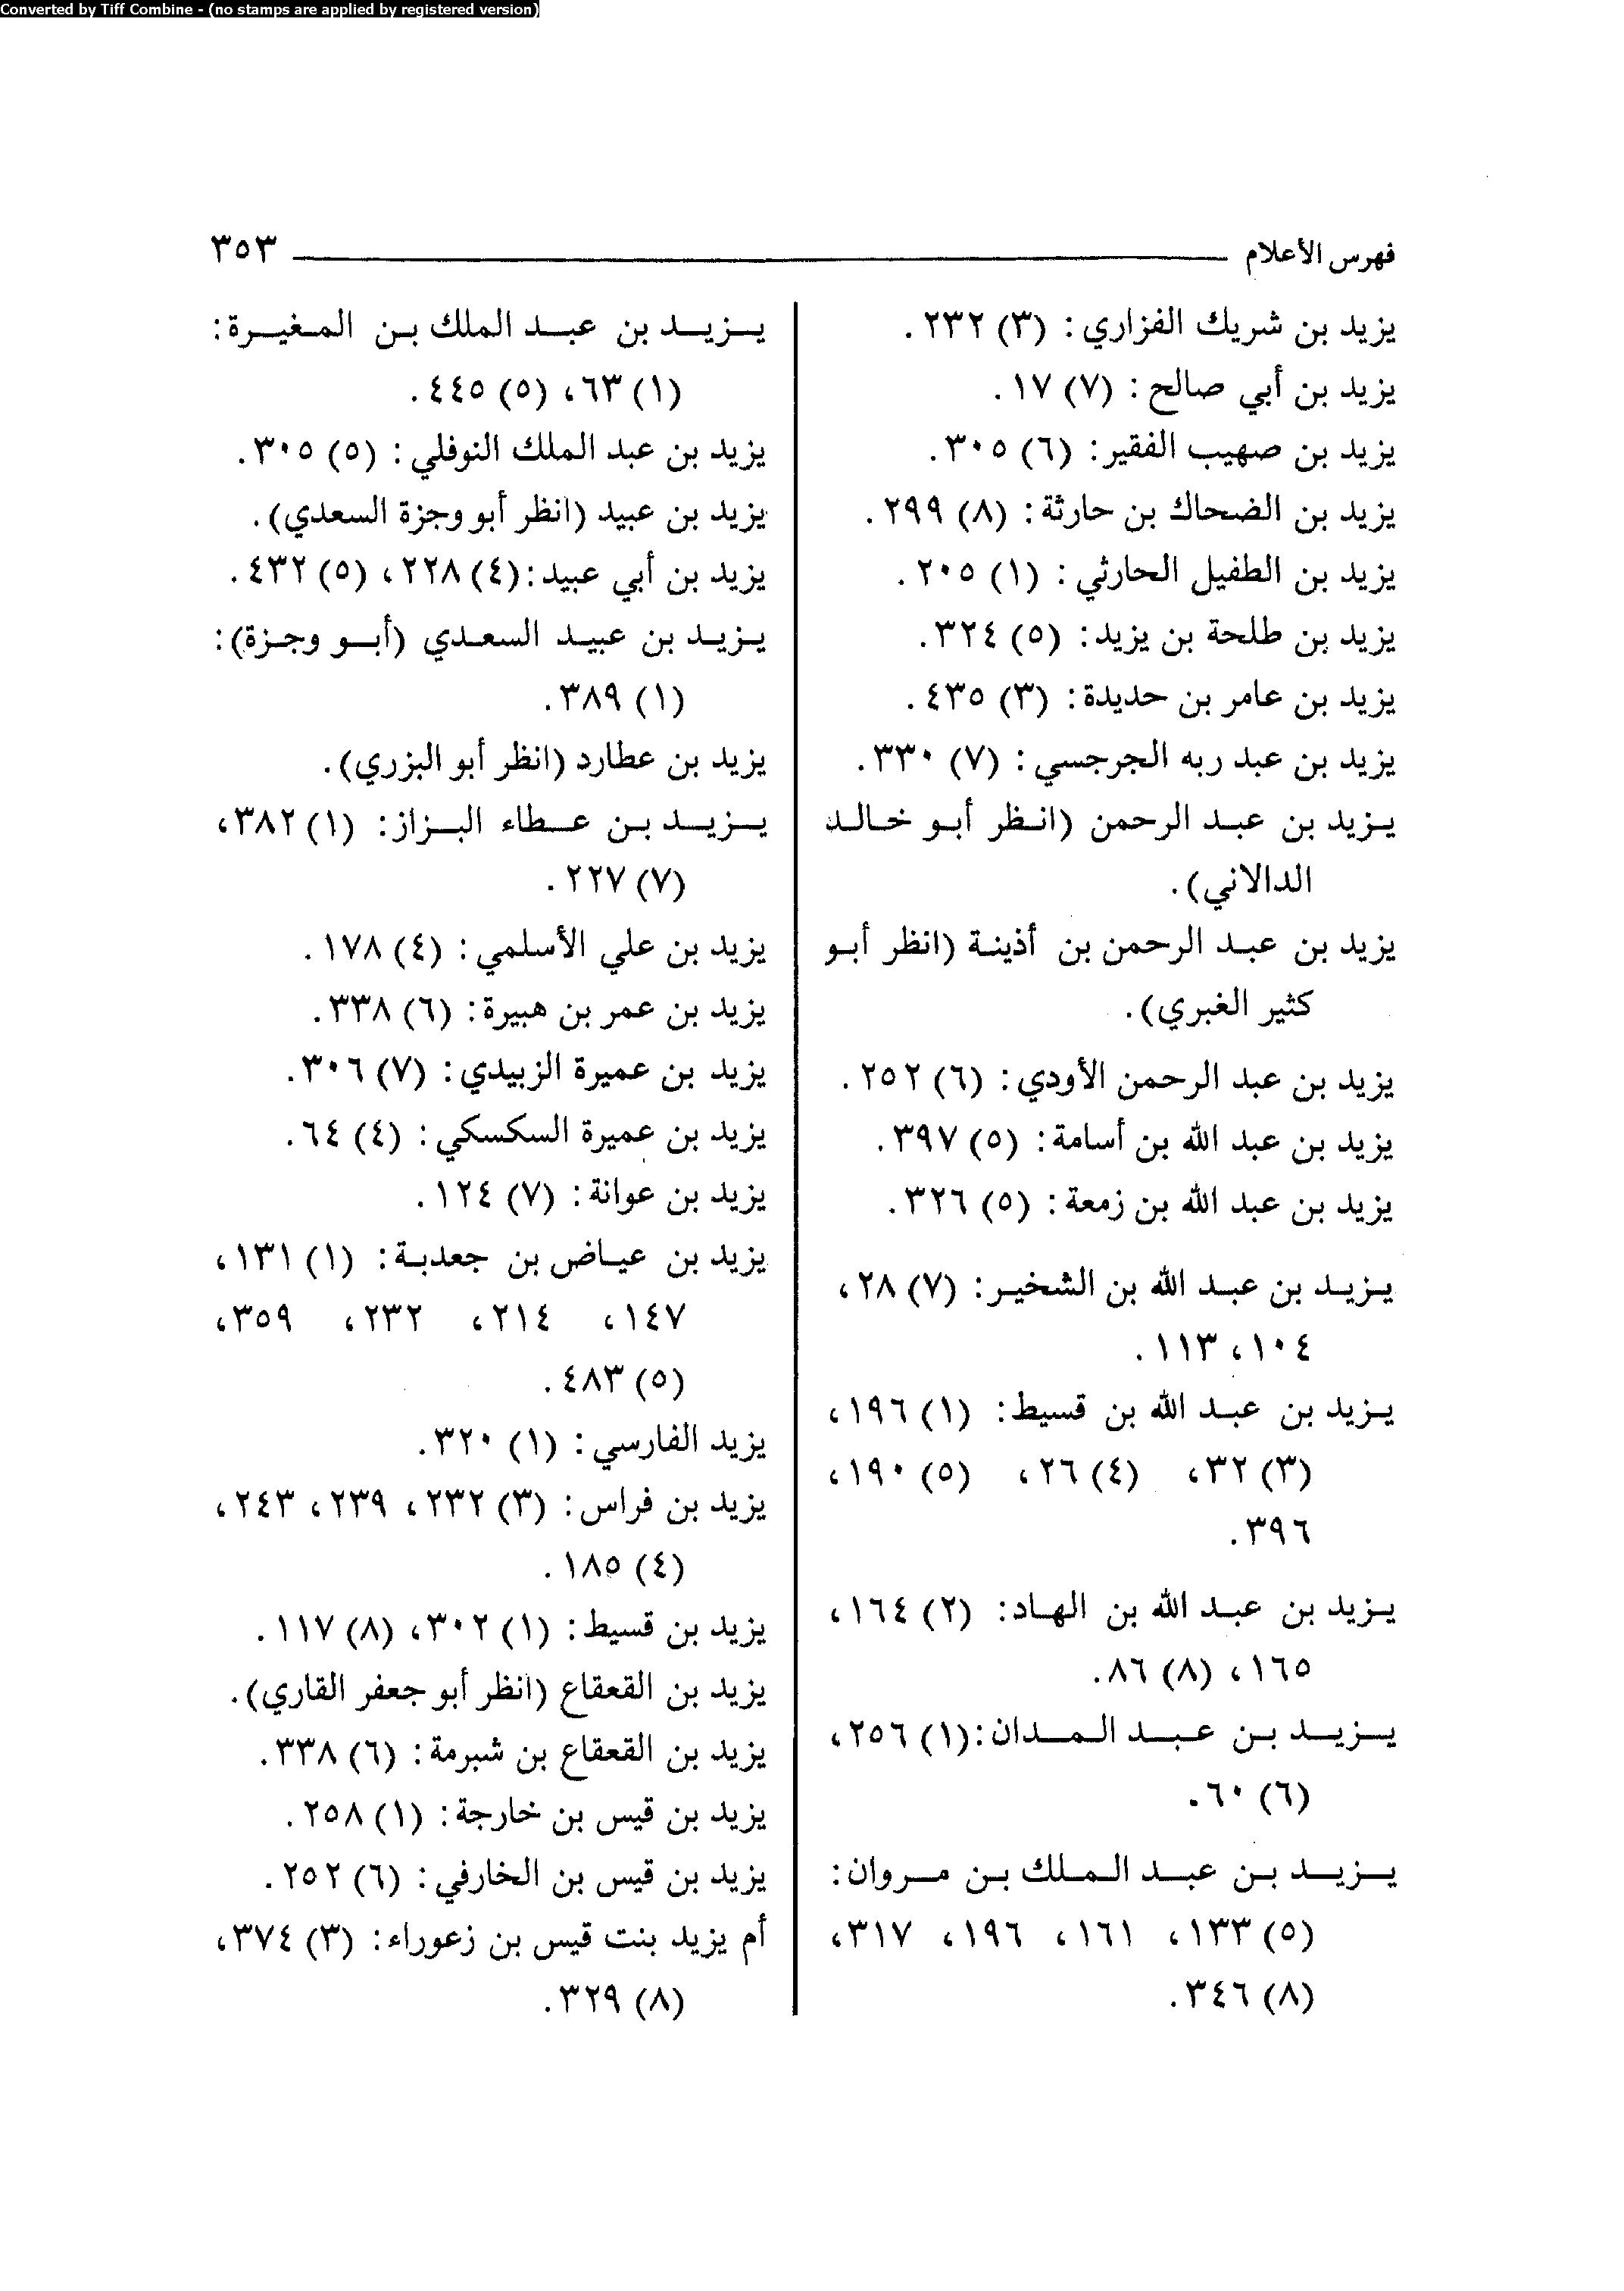 Converted by Tiff Combine - (no stamps are applied by registered version)
فهرس الأعلام ٣٥٣
يزيد بن شريك الفزاري: (٣) ٢٣٢.
يزيد بن أبي صالح: (٧) ١٧.
يزيد بن صهيب الفقير: (٦) ٣٠٥.
يزيد بن الضحاك بن حارثة: (٨) ٢٩٩.
يزيد بن الطفيل الحارثي: (١) ٢٠٥.
يزيد بن طلحة بن يزيد: (٥) ٣٢٤.
يزيد بن عامر بن حديدة: (٣) ٤٣٥.
يزيد بن عبد ربه الجرجسي: (٧) ٣٣٠.
يزيد بن عبد الرحمن (انظر أبو خالد
الدالاني).
يزيد بن عبد الرحمن بن أذينة (انظر أبو
كثير الغبري).
يزيد بن عبد الرحمن الأودي: (٦) ٢٥٢.
يزيد بن عبد الله بن أسامة: (٥) ٣٩٧.
يزيد بن عبد الله بن زمعة: (٥) ٣٢٦.
يزيد بن عبد الله بن الشخير: (٧) ٢٨،
١٠٤، ١١٣.
يزيد بن عبد الله بن قسيط: (١) ١٩٦،
(٣) ٣٢، (٤) ٢٦، (٥) ١٩٠،
٣٩٦.
يزيد بن عبد الله بن الهاد: (٢) ١٦٤،
١٦٥، (٨) ٨٦.
يزيد بن عبد المدان: (١) ٢٥٦،
(٦) ٦٠.
يزيد بن عبد الملك بن مروان:
(٥) ١٣٣، ١٦١، ١٩٦، ٣١٧،
(٨) ٣٤٦.
يزيد بن عبد الملك بن المغيرة:
(١) ٦٣، (٥) ٤٤٥.
يزيد بن عبد الملك النوفلي: (٥) ٣٠٥.
يزيد بن عبيد (انظر أبو وجزة السعدي).
يزيد بن أبي عبيد: (٤) ٢٢٨، (٥) ٤٣٢.
يزيد بن عبيد السعدي (أبو وجزة):
(١) ٣٨٩.
يزيد بن عطارد (انظر أبو البزري).
يزيد بن عطاء البزاز: (١) ٣٨٢،
(٧) ٢٢٧.
يزيد بن علي الأسلمي: (٤) ١٧٨.
يزيد بن عمر بن هبيرة: (٦) ٣٣٨.
يزيد بن عميرة الزبيدي: (٧) ٣٠٦.
يزيد بن عميرة السكسكي: (٤) ٦٤.
يزيد بن عوانة: (٧) ١٢٤.
يزيد بن عياض بن جعدبة: (١) ١٣١،
١٤٧، ٢١٤، ٢٣٢، ٣٥٩،
(٥) ٤٨٣.
يزيد الفارسي: (١) ٣٢٠.
يزيد بن فراس: (٣) ٢٣٢، ٢٣٩، ٢٤٣،
(٤) ١٨٥.
يزيد بن قسيط: (١) ٣٠٢، (٨) ١١٧.
يزيد بن القعقاع (انظر أبو جعفر القاري).
يزيد بن القعقاع بن شبرمة: (٦) ٣٣٨.
يزيد بن قيس بن خارجة: (١) ٢٥٨.
يزيد بن قيس بن الخارفي: (٦) ٢٥٢.
أم يزيد بنت قيس بن زعوراء: (٣) ٣٧٤،
(٨) ٣٢٩.